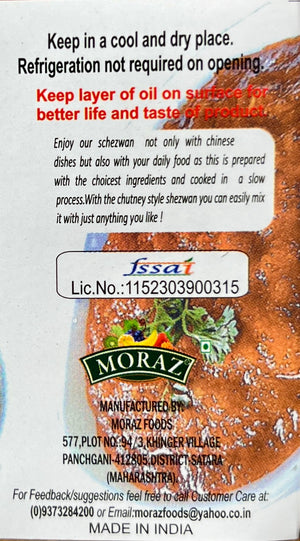 Keep in a cool and dry place.
Refrigeration not required on opening.
Keep layer of oil on surface for
better life and taste of product.
Enjoy our schezwan not only with chinese
dishes but also with your daily food as this is prepared
with the choicest ingredients and cooked in a slow
process.With the chutney style shezwan you can easily mix
it with just anything you like !
fssai
Lic.No.:1152303900315
MORAZ
MANUFACTURED BY:
MORAZ FOODS
577,PLOT NO.:94/3,KHINGER VILLAGE
PANCHGANI-412805.DISTRICT-SATARA
(MAHARASHTRA).
For Feedback/suggestions feel free to call Customer Care at:
(0)9373284200 or Email:morazfoods@yahoo.co.in
MADE IN INDIA